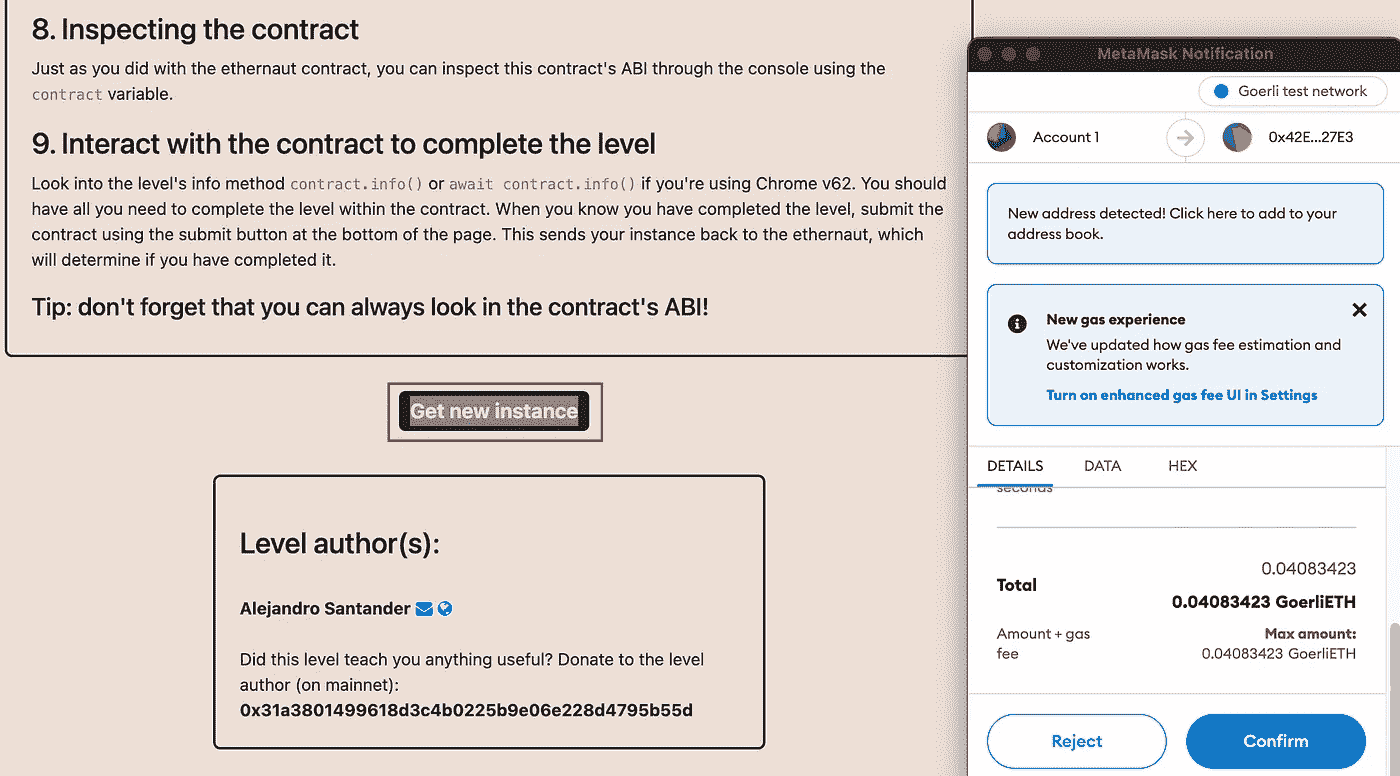 8. Inspecting the contract
Just as you did with the ethernaut contract, you can inspect this contract's ABI through the console using the
contract variable.
9. Interact with the contract to complete the level
Look into the level's info method contract.info() or await contract.info() if you're using Chrome v62. You should
have all you need to complete the level within the contract. When you know you have completed the level, submit the
contract using the submit button at the bottom of the page. This sends your instance back to the ethernaut, which
will determine if you have completed it.
Tip: don't forget that you can always look in the contract's ABI!
Get new instance
Level author(s):
Alejandro Santander
Did this level teach you anything useful? Donate to the level
author (on mainnet):
0x31a3801499618d3c4b0225b9e06e228d4795b55d
MetaMask Notification
Goerli test network
Account 1
0x42E...27E3
New address detected! Click here to add to your
address book.
New gas experience
We've updated how gas fee estimation and
customization works.
Turn on enhanced gas fee UI in Settings
DETAILS DATA HEX
seconds
0.04083423
Total
0.04083423 GoerliETH
Amount + gas
fee
Max amount:
0.04083423 GoerliETH
Reject Confirm